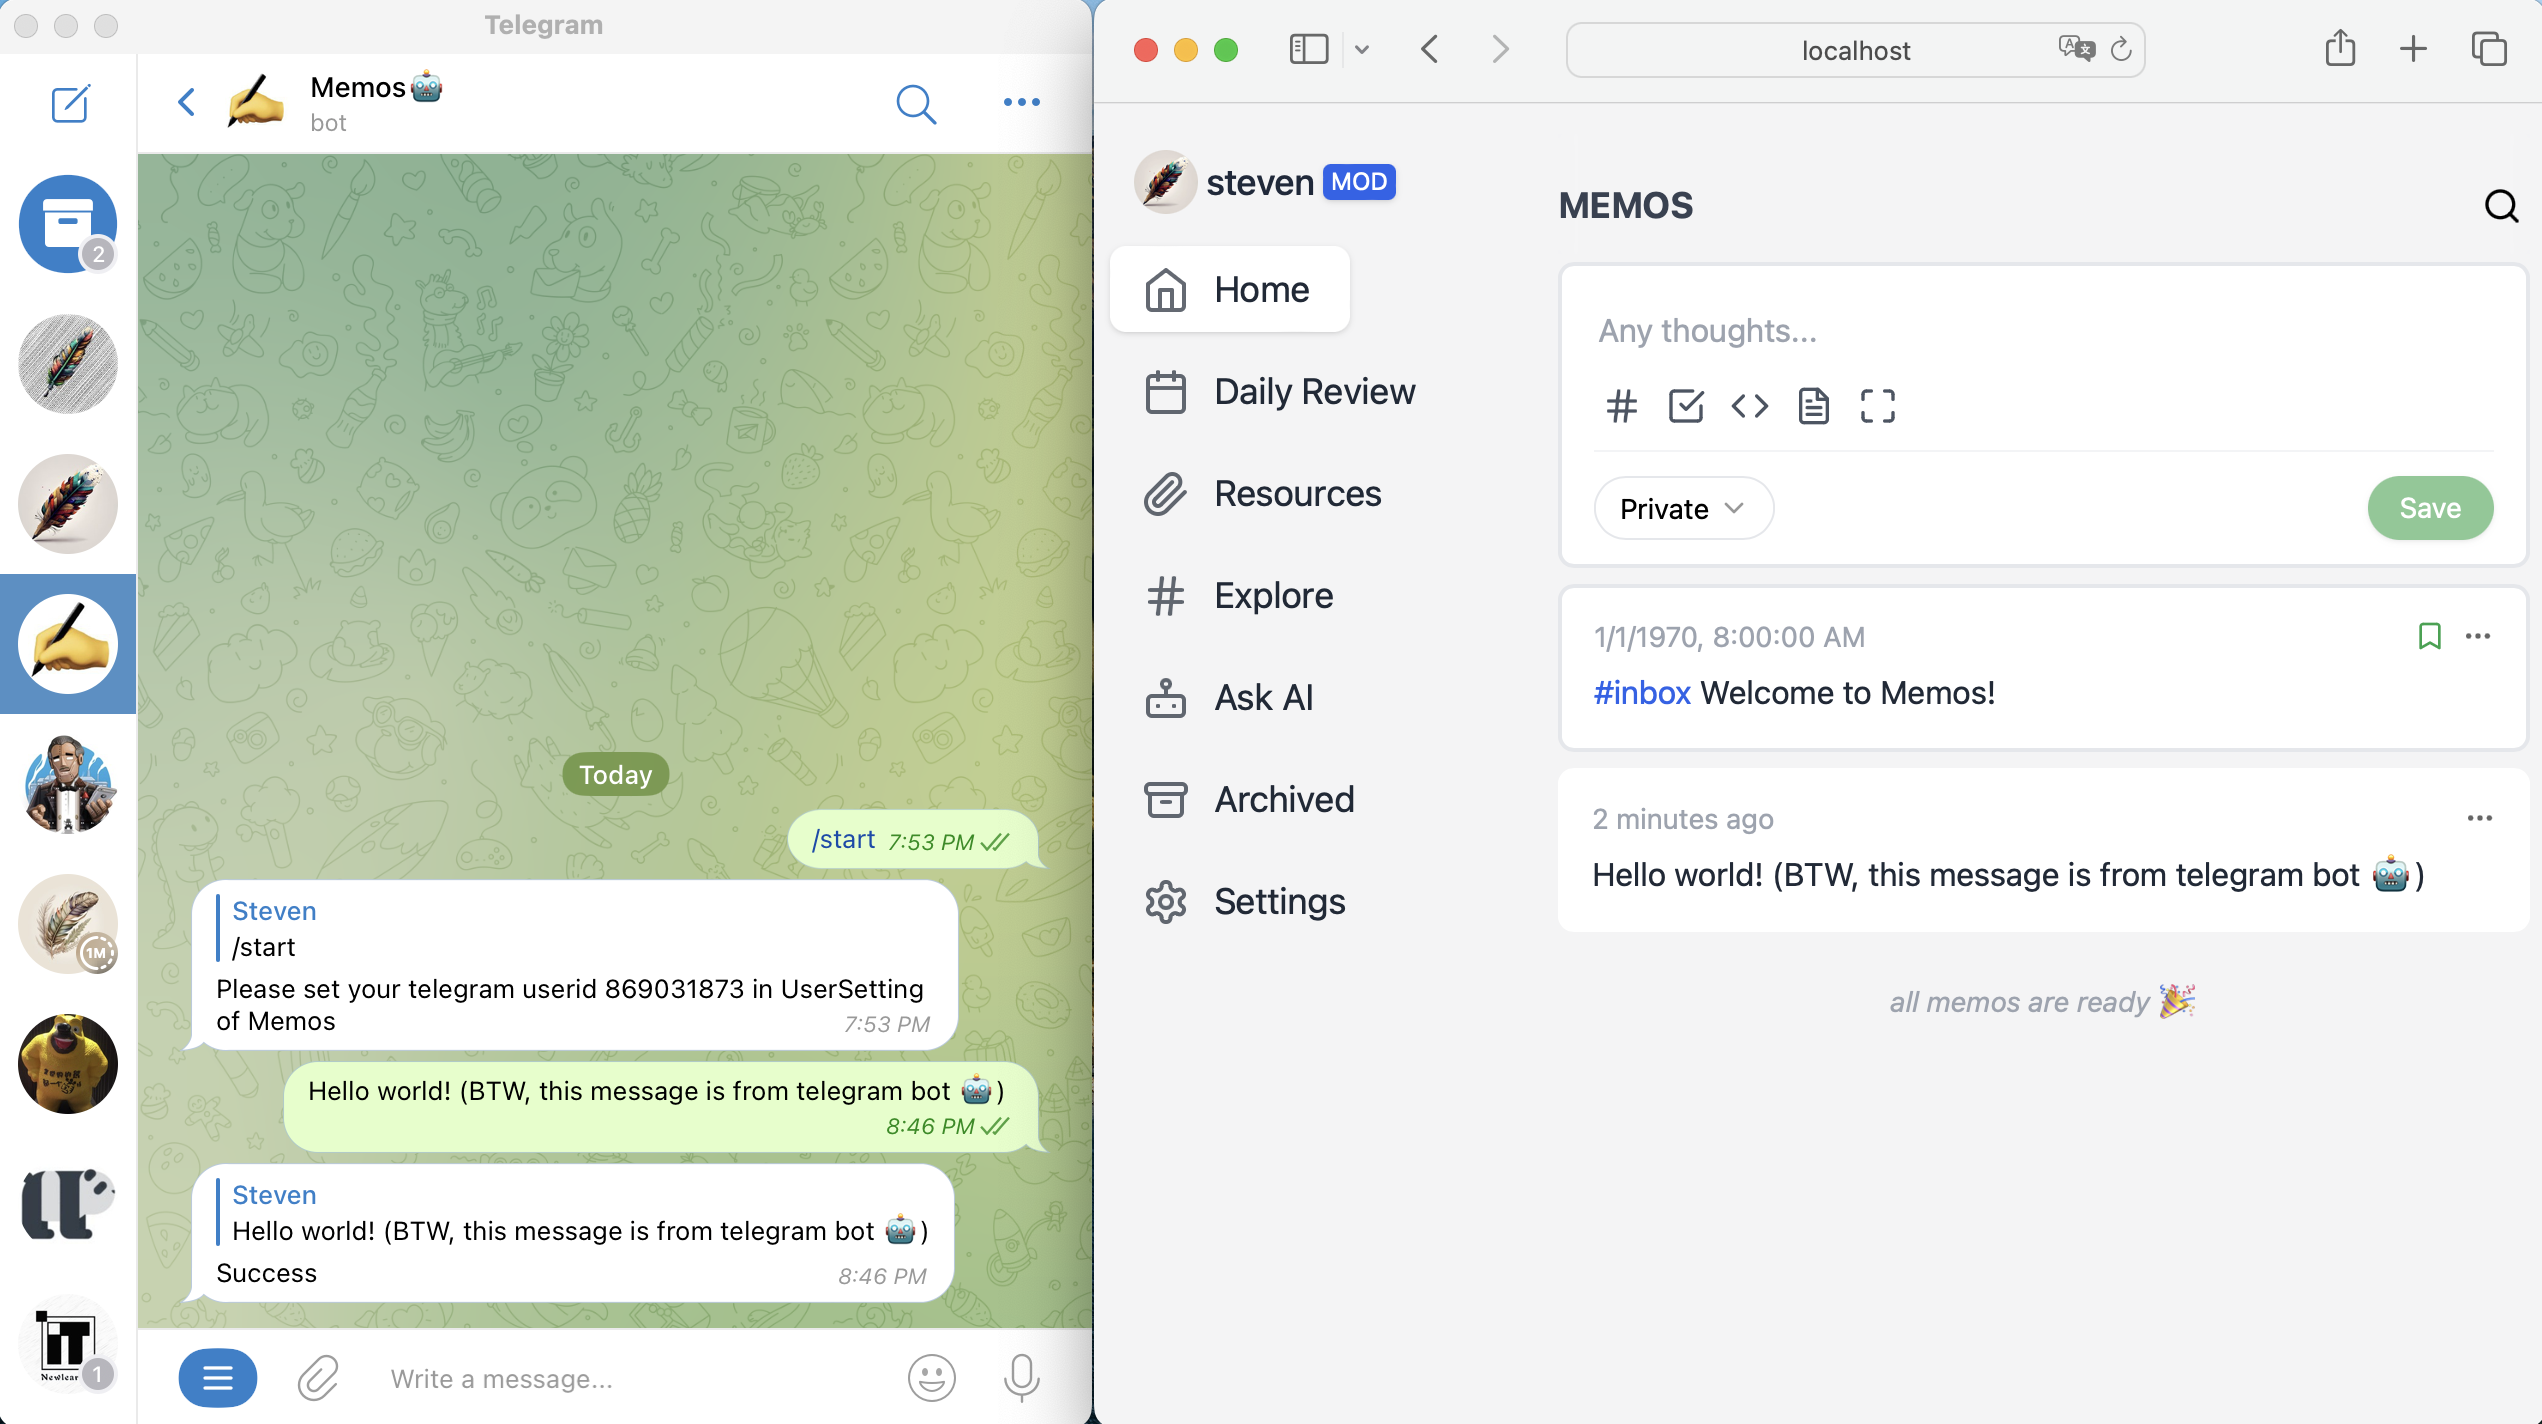 Telegram
Memos🤖
bot
2
1M
Newlear
1
Today
/start 7:53 PM
Steven
/start
Please set your telegram userid 869031873 in UserSetting
of Memos
7:53 PM
Hello world! (BTW, this message is from telegram bot 🤖)
8:46 PM
Steven
Hello world! (BTW, this message is from telegram bot 🤖)
Success
8:46 PM
Write a message...
localhost
steven MOD
Home
Daily Review
Resources
Explore
Ask AI
Archived
Settings
MEMOS
Any thoughts...
Private
Save
1/1/1970, 8:00:00 AM
#inbox Welcome to Memos!
2 minutes ago
Hello world! (BTW, this message is from telegram bot 🤖)
all memos are ready 🎉